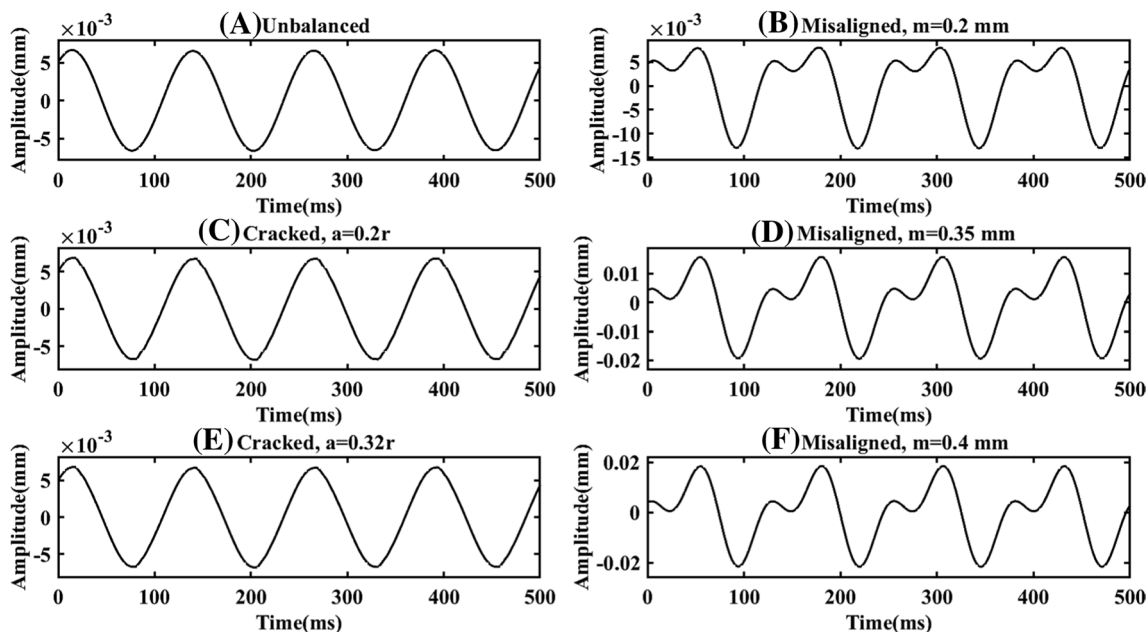 (A)Unbalanced
×10-3
Amplitude(mm)
5
0
-5
0 100 200 300 400 500
Time(ms)
(B) Misaligned, m=0.2 mm
×10-3
Amplitude(mm)
5
0
-5
-10
-15
0 100 200 300 400 500
Time(ms)
(C)Cracked, a=0.2r
×10-3
Amplitude(mm)
5
0
-5
0 100 200 300 400 500
Time(ms)
(D) Misaligned, m=0.35 mm
Amplitude(mm)
0.01
0
-0.01
-0.02
0 100 200 300 400 500
Time(ms)
(E)Cracked, a=0.32r
×10-3
Amplitude(mm)
5
0
-5
0 100 200 300 400 500
Time(ms)
(F) Misaligned, m=0.4 mm
Amplitude(mm)
0.02
0
-0.02
0 100 200 300 400 500
Time(ms)